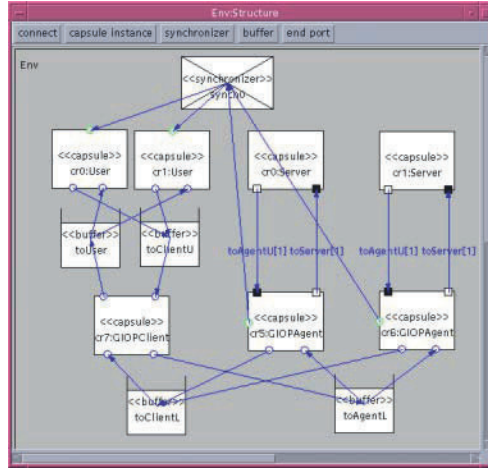 Env:Structure
connect capsule instance synchronizer buffer end port
Env
<<synchronizer>>
synch0
<<capsule>> <<capsule>> <<capsule>> <<capsule>>
cr0:User cr1:User cr0:Server cr1:Server
<<buffer>> <<buffer>>
toUser toClientU
toAgentU[1] toServer[1] toAgentU[1] toServer[1]
<<capsule>> <<capsule>> <<capsule>>
cr7:GIOPClient cr5:GIOPAgent cr6:GIOPAgent
<<buffer>> <<buffer>>
toClientL toAgentL